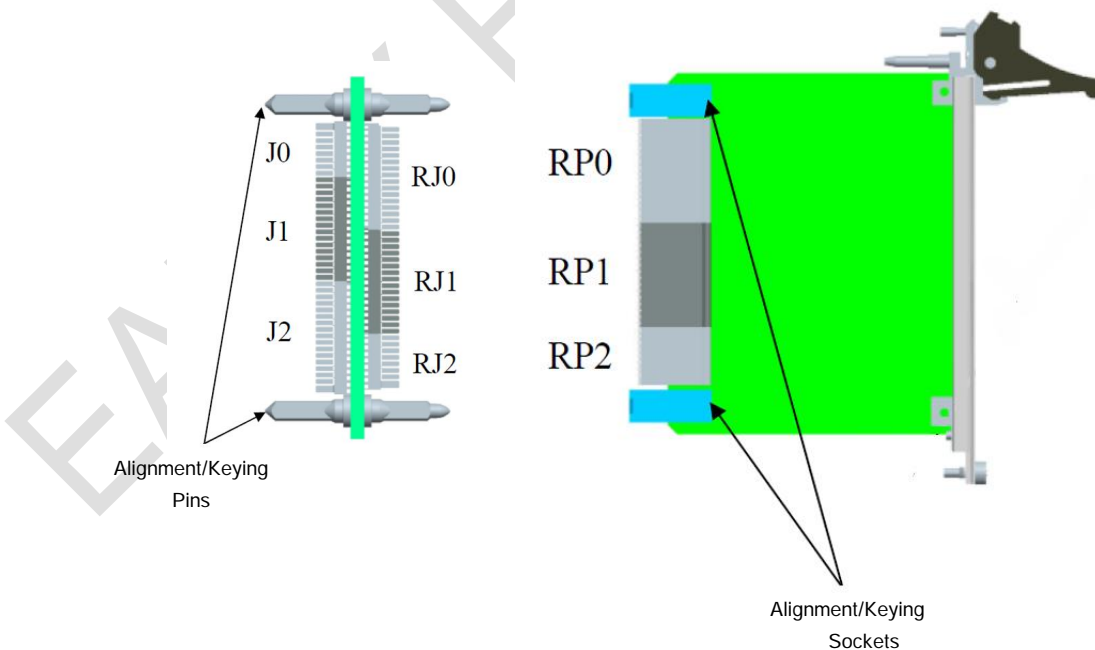 J0
J1
J2
RJ0
RJ1
RJ2
Alignment/Keying
Pins
RP0
RP1
RP2
Alignment/Keying
Sockets